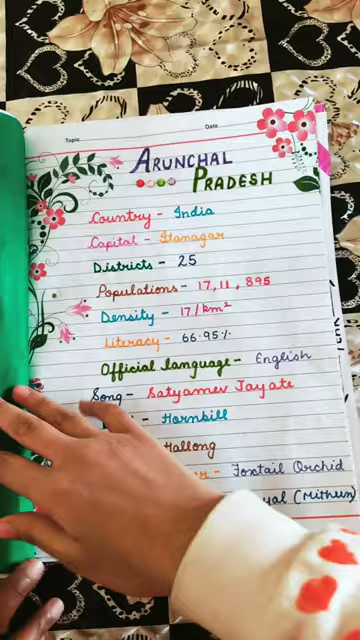 Topic
Date
ARUNCHAL
PRADESH
Country - India
Capital - Itanagar
Districts - 25
Populations - 17,11,895
Density - 17/km²
Literacy - 66.95%
Official language - English
Song - Satyamev Jayate
- Hornbill
Hallong
- Foxtail Orchid
(Mithun)